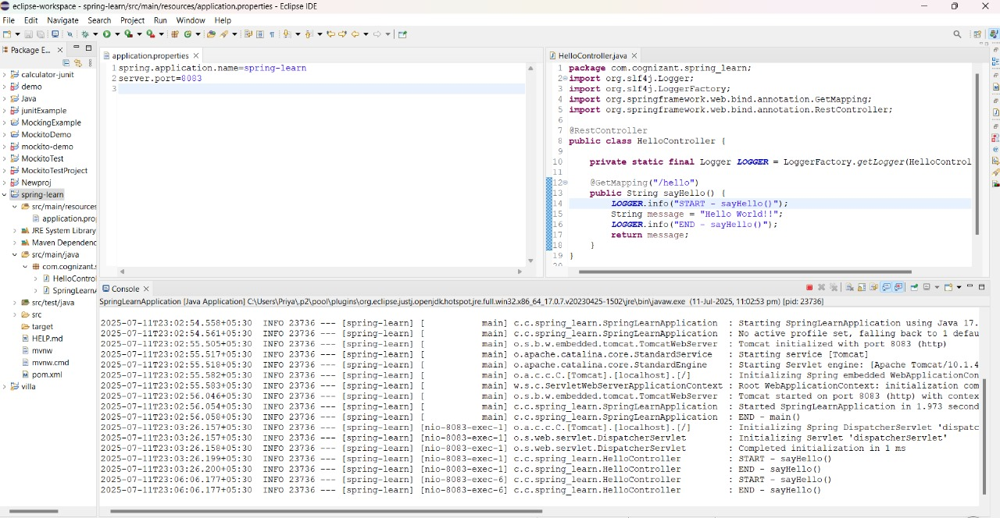 eclipse-workspace - spring-learn/src/main/resources/application.properties - Eclipse IDE
File Edit Navigate Search Project Run Window Help
Package E...
calculator-junit
demo
Java
junitExample
MockingExample
MockitoDemo
mockito-demo
MockitoTest
MockitoTestProject
Newproj
spring-learn
src/main/resources
application.pro
JRE System Library
Maven Dependenc
src/main/java
com.cognizant.s
HelloContro
SpringLearnA
src/test/java
src
target
HELP.md
mvnw
mvnw.cmd
pom.xml
villa
application.properties
1 spring.application.name=spring-learn
2 server.port=8083
3
HelloController.java
1 package com.cognizant.spring_learn;
2 import org.slf4j.Logger;
3 import org.slf4j.LoggerFactory;
4 import org.springframework.web.bind.annotation.GetMapping;
5 import org.springframework.web.bind.annotation.RestController;
6
7 @RestController
8 public class HelloController {
9
10 private static final Logger LOGGER = LoggerFactory.getLogger(HelloControl
11
12 @GetMapping("/hello")
13 public String sayHello() {
14 LOGGER.info("START - sayHello()");
15 String message = "Hello World!!";
16 LOGGER.info("END - sayHello()");
17 return message;
18 }
19 }
20
Console
SpringLearnApplication [Java Application] C:\Users\Priya\.p2\pool\plugins\org.eclipse.justj.openjdk.hotspot.jre.full.win32.x86_64_17.0.7.v20230425-1502\jre\bin\javaw.exe (11-Jul-2025, 11:02:53 pm) [pid: 23736]
2025-07-11T23:02:54.558+05:30 INFO 23736 --- [spring-learn] [ main] c.c.spring_learn.SpringLearnApplication : Starting SpringLearnApplication using Java 17.
2025-07-11T23:02:54.561+05:30 INFO 23736 --- [spring-learn] [ main] c.c.spring_learn.SpringLearnApplication : No active profile set, falling back to 1 defau
2025-07-11T23:02:55.505+05:30 INFO 23736 --- [spring-learn] [ main] o.s.b.w.embedded.tomcat.TomcatWebServer : Tomcat initialized with port 8083 (http)
2025-07-11T23:02:55.517+05:30 INFO 23736 --- [spring-learn] [ main] o.apache.catalina.core.StandardService : Starting service [Tomcat]
2025-07-11T23:02:55.518+05:30 INFO 23736 --- [spring-learn] [ main] o.apache.catalina.core.StandardEngine : Starting Servlet engine: [Apache Tomcat/10.1.4
2025-07-11T23:02:55.582+05:30 INFO 23736 --- [spring-learn] [ main] o.a.c.c.C.[Tomcat].[localhost].[/] : Initializing Spring embedded WebApplicationCon
2025-07-11T23:02:55.583+05:30 INFO 23736 --- [spring-learn] [ main] w.s.c.ServletWebServerApplicationContext : Root WebApplicationContext: initialization com
2025-07-11T23:02:56.046+05:30 INFO 23736 --- [spring-learn] [ main] o.s.b.w.embedded.tomcat.TomcatWebServer : Tomcat started on port 8083 (http) with contex
2025-07-11T23:02:56.054+05:30 INFO 23736 --- [spring-learn] [ main] c.c.spring_learn.SpringLearnApplication : Started SpringLearnApplication in 1.973 second
2025-07-11T23:02:56.058+05:30 INFO 23736 --- [spring-learn] [ main] c.c.spring_learn.SpringLearnApplication : END - main()
2025-07-11T23:03:26.157+05:30 INFO 23736 --- [spring-learn] [nio-8083-exec-1] o.a.c.c.C.[Tomcat].[localhost].[/] : Initializing Spring DispatcherServlet 'dispatc
2025-07-11T23:03:26.157+05:30 INFO 23736 --- [spring-learn] [nio-8083-exec-1] o.s.web.servlet.DispatcherServlet : Initializing Servlet 'dispatcherServlet'
2025-07-11T23:03:26.158+05:30 INFO 23736 --- [spring-learn] [nio-8083-exec-1] o.s.web.servlet.DispatcherServlet : Completed initialization in 1 ms
2025-07-11T23:03:26.199+05:30 INFO 23736 --- [spring-learn] [nio-8083-exec-1] c.c.spring_learn.HelloController : START - sayHello()
2025-07-11T23:03:26.200+05:30 INFO 23736 --- [spring-learn] [nio-8083-exec-1] c.c.spring_learn.HelloController : END - sayHello()
2025-07-11T23:06:06.177+05:30 INFO 23736 --- [spring-learn] [nio-8083-exec-6] c.c.spring_learn.HelloController : START - sayHello()
2025-07-11T23:06:06.177+05:30 INFO 23736 --- [spring-learn] [nio-8083-exec-6] c.c.spring_learn.HelloController : END - sayHello()